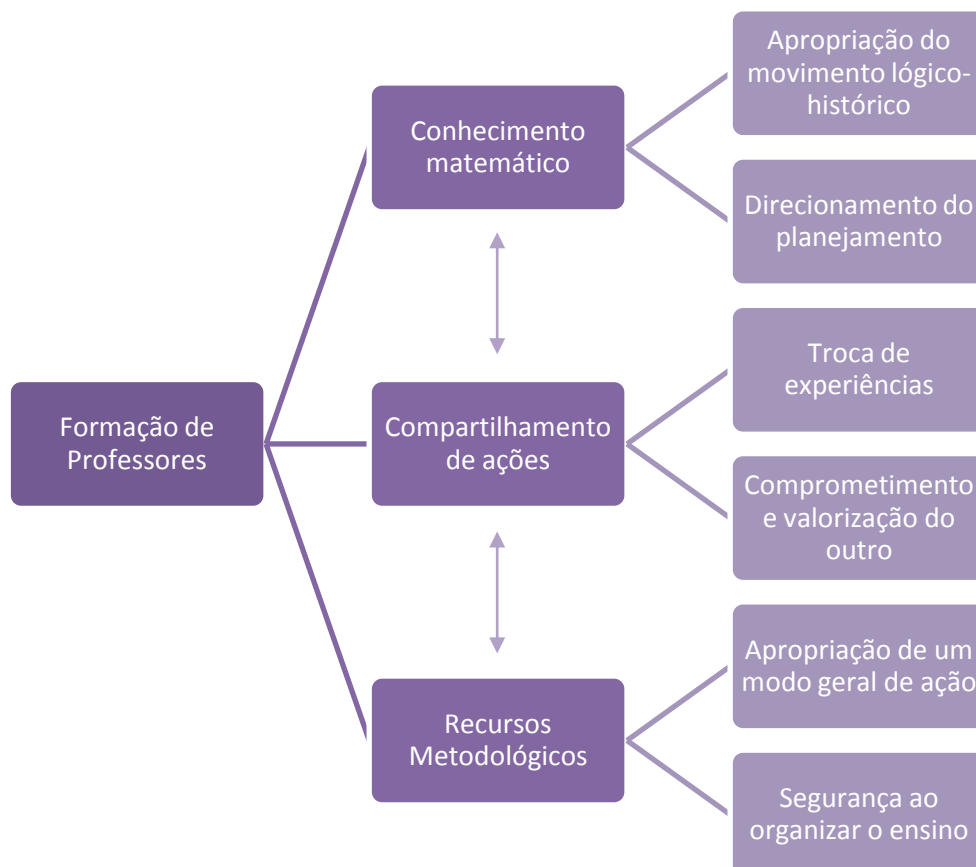 Formação de
Professores
Conhecimento
matemático
Apropriação do
movimento lógico-
histórico
Direcionamento do
planejamento
Compartilhamento
de ações
Troca de
experiências
Comprometimento
e valorização do
outro
Recursos
Metodológicos
Apropriação de um
modo geral de ação
Segurança ao
organizar o ensino